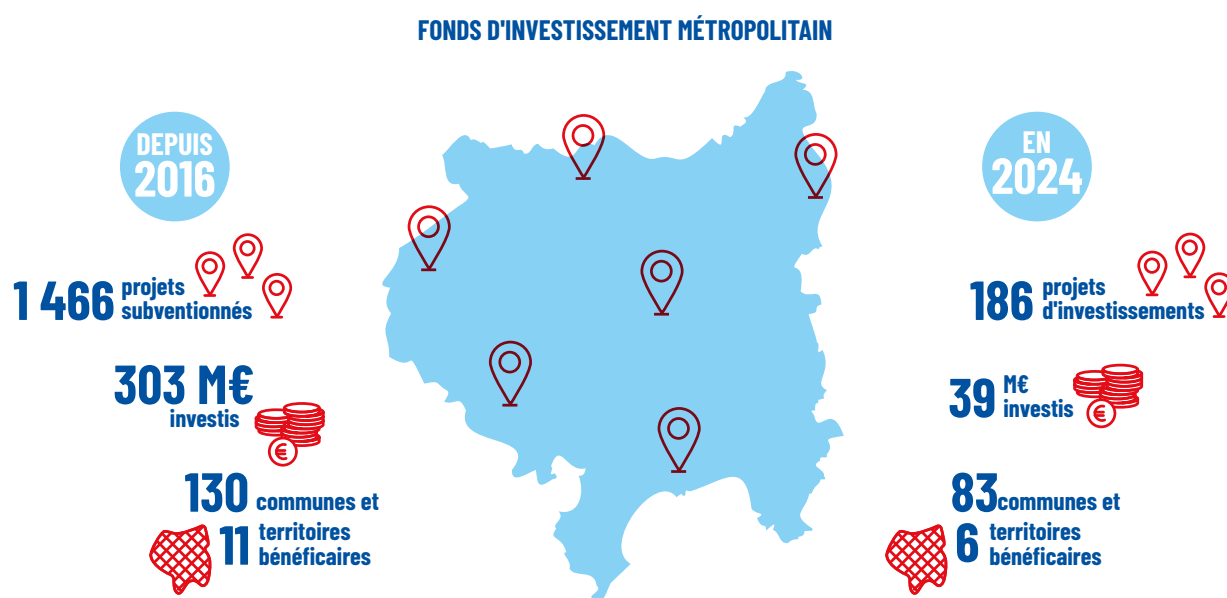 FONDS D'INVESTISSEMENT MÉTROPOLITAIN
DEPUIS
2016
1 466 projets
subventionnés
303 M€
investis
€
130 communes et
11 territoires
bénéficaires
EN
2024
186 projets
d'investissements
39 M€
investis
€
83 communes et
6 territoires
bénéficaires